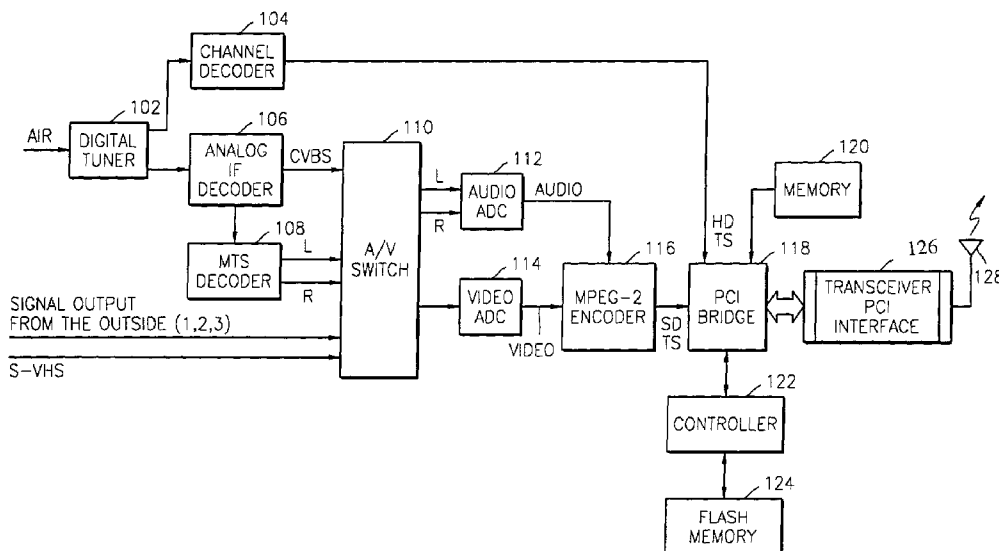 104
CHANNEL
DECODER
102
AIR
DIGITAL
TUNER
106
ANALOG
IF
DECODER
CVBS
110
A/V
SWITCH
108
MTS
DECODER
L
R
SIGNAL OUTPUT
FROM THE OUTSIDE (1,2,3)
S-VHS
L
R
112
AUDIO
ADC
AUDIO
114
VIDEO
ADC
VIDEO
116
MPEG-2
ENCODER
SD
TS
HD
TS
118
PCI
BRIDGE
120
MEMORY
126
TRANSCEIVER
PCI
INTERFACE
128
122
CONTROLLER
124
FLASH
MEMORY